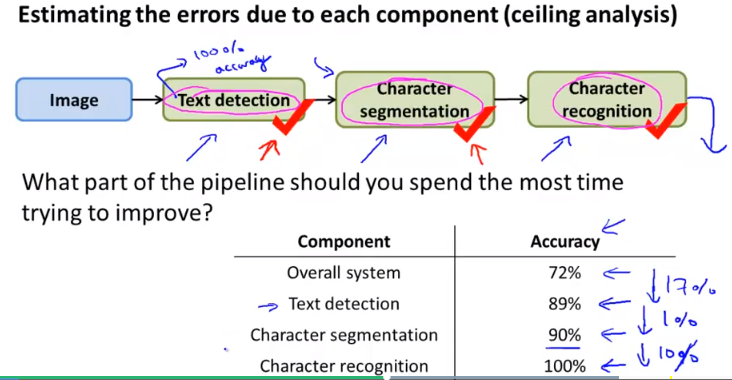 Estimating the errors due to each component (ceiling analysis)
100% accuracy
Image
Text detection
Character segmentation
Character recognition
What part of the pipeline should you spend the most time
trying to improve?
Component Accuracy
Overall system 72%
17%
Text detection 89%
1%
Character segmentation 90%
10%
Character recognition 100%